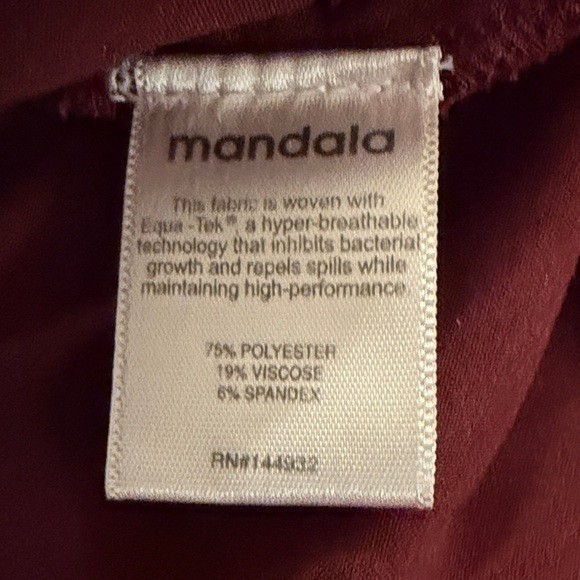 mandala
This fabric is woven with
Equa-Tek®, a hyper-breathable
technology that inhibits bacterial
growth and repels spills while
maintaining high-performance.
75% POLYESTER
19% VISCOSE
6% SPANDEX
RN#144932